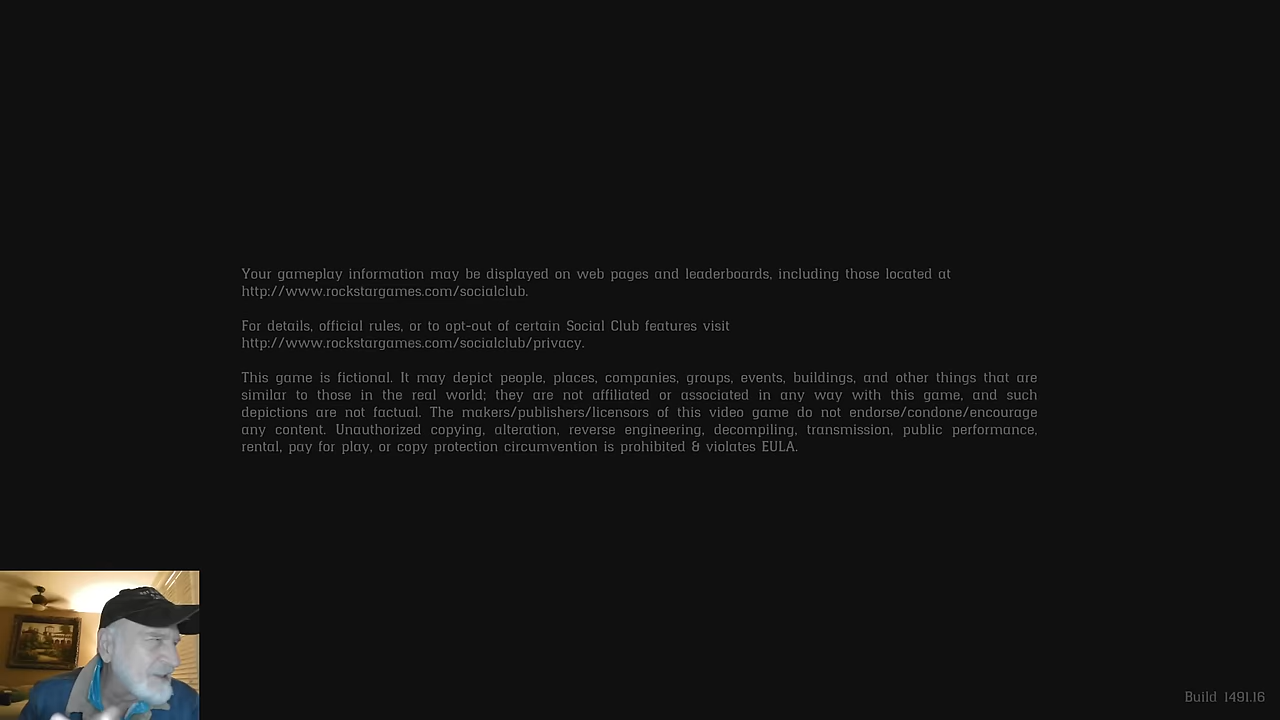 Your gameplay information may be displayed on web pages and leaderboards, including those located at
http://www.rockstargames.com/socialclub.
For details, official rules, or to opt-out of certain Social Club features visit
http://www.rockstargames.com/socialclub/privacy.
This game is fictional. It may depict people, places, companies, groups, events, buildings, and other things that are
similar to those in the real world; they are not affiliated or associated in any way with this game, and such
depictions are not factual. The makers/publishers/licensors of this video game do not endorse/condone/encourage
any content. Unauthorized copying, alteration, reverse engineering, decompiling, transmission, public performance,
rental, pay for play, or copy protection circumvention is prohibited & violates EULA.
Build 1491.16